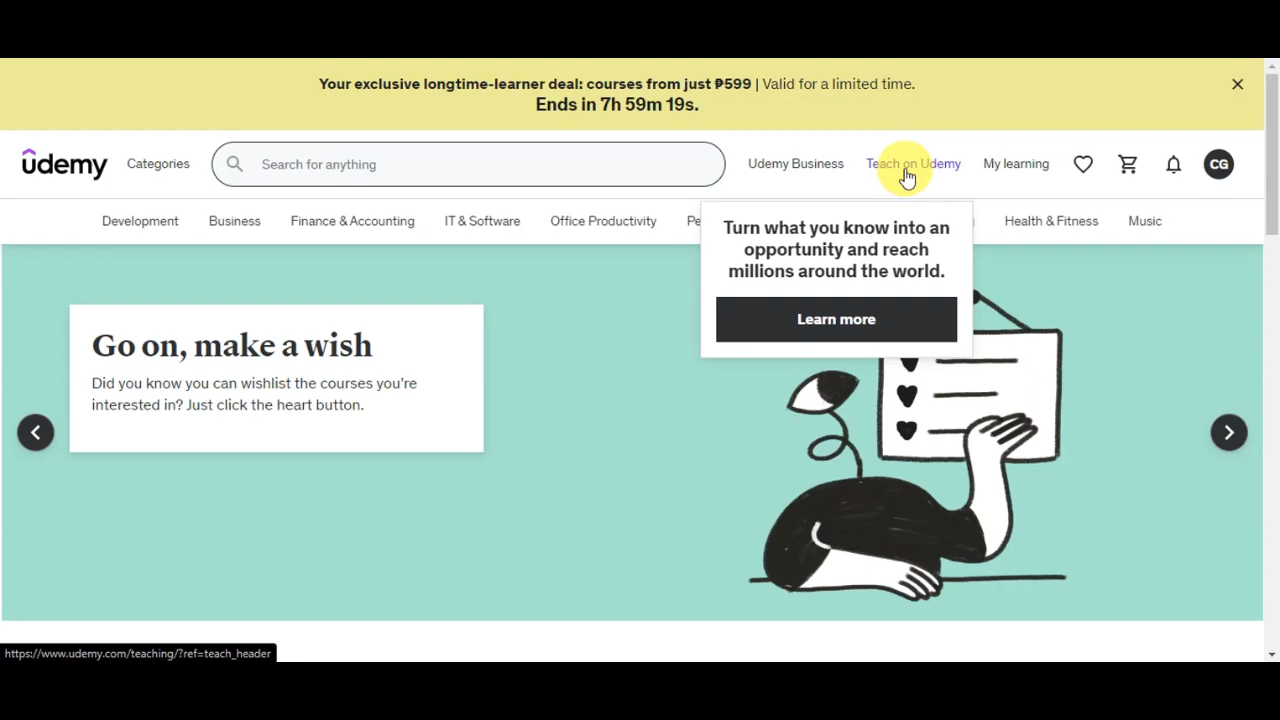 Your exclusive longtime-learner deal: courses from just ₱599 | Valid for a limited time.
Ends in 7h 59m 19s.
ûdemy Categories Search for anything Udemy Business Teach on Udemy My learning CG
Development Business Finance & Accounting IT & Software Office Productivity Health & Fitness Music
Turn what you know into an
opportunity and reach
millions around the world.
Learn more
Go on, make a wish
Did you know you can wishlist the courses you're
interested in? Just click the heart button.
https://www.udemy.com/teaching/?ref=teach_header